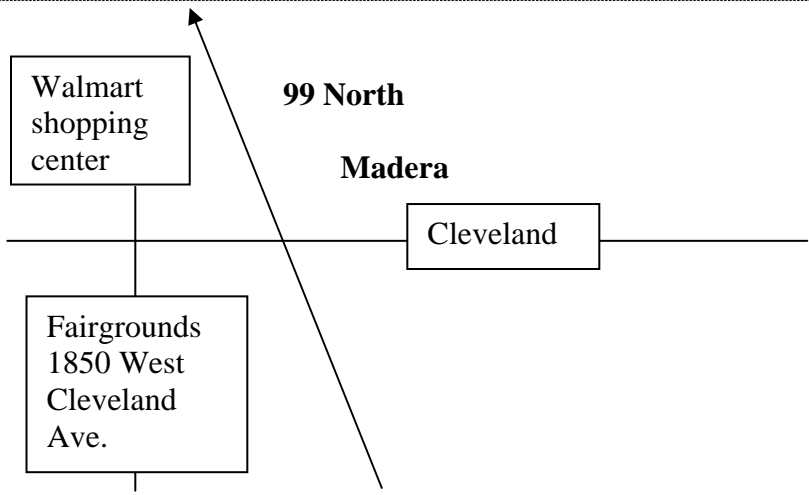 Walmart
shopping
center
99 North
Madera
Cleveland
Fairgrounds
1850 West
Cleveland
Ave.